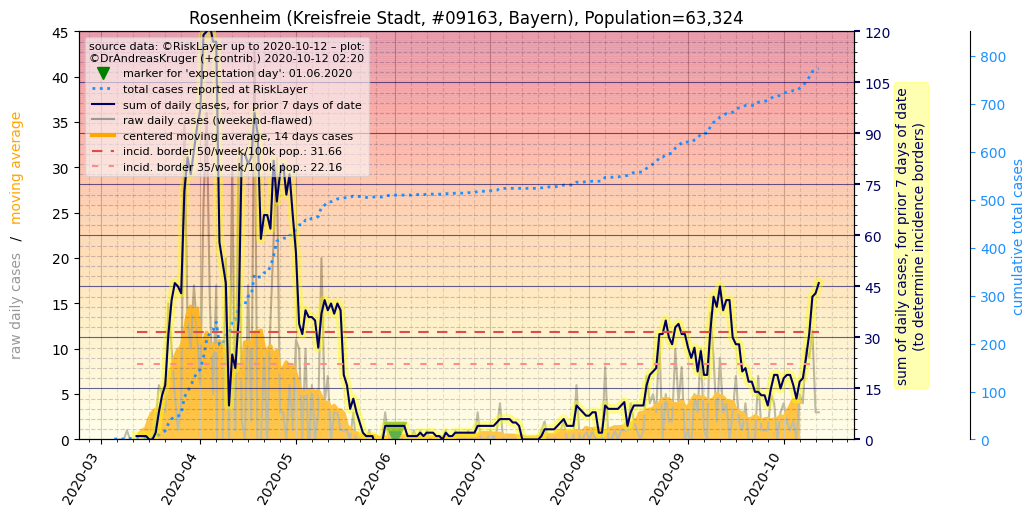 Rosenheim (Kreisfreie Stadt, #09163, Bayern), Population=63,324
source data: ©RiskLayer up to 2020-10-12 – plot:
©DrAndreasKruger (+contrib.) 2020-10-12 02:20
marker for 'expectation day': 01.06.2020
total cases reported at RiskLayer
sum of daily cases, for prior 7 days of date
raw daily cases (weekend-flawed)
centered moving average, 14 days cases
incid. border 50/week/100k pop.: 31.66
incid. border 35/week/100k pop.: 22.16
raw daily cases / moving average
45
40
35
30
25
20
15
10
5
0
2020-03
2020-04
2020-05
2020-06
2020-07
2020-08
2020-09
2020-10
120
105
90
75
60
45
30
15
0
sum of daily cases, for prior 7 days of date
(to determine incidence borders)
800
700
600
500
400
300
200
100
0
cumulative total cases